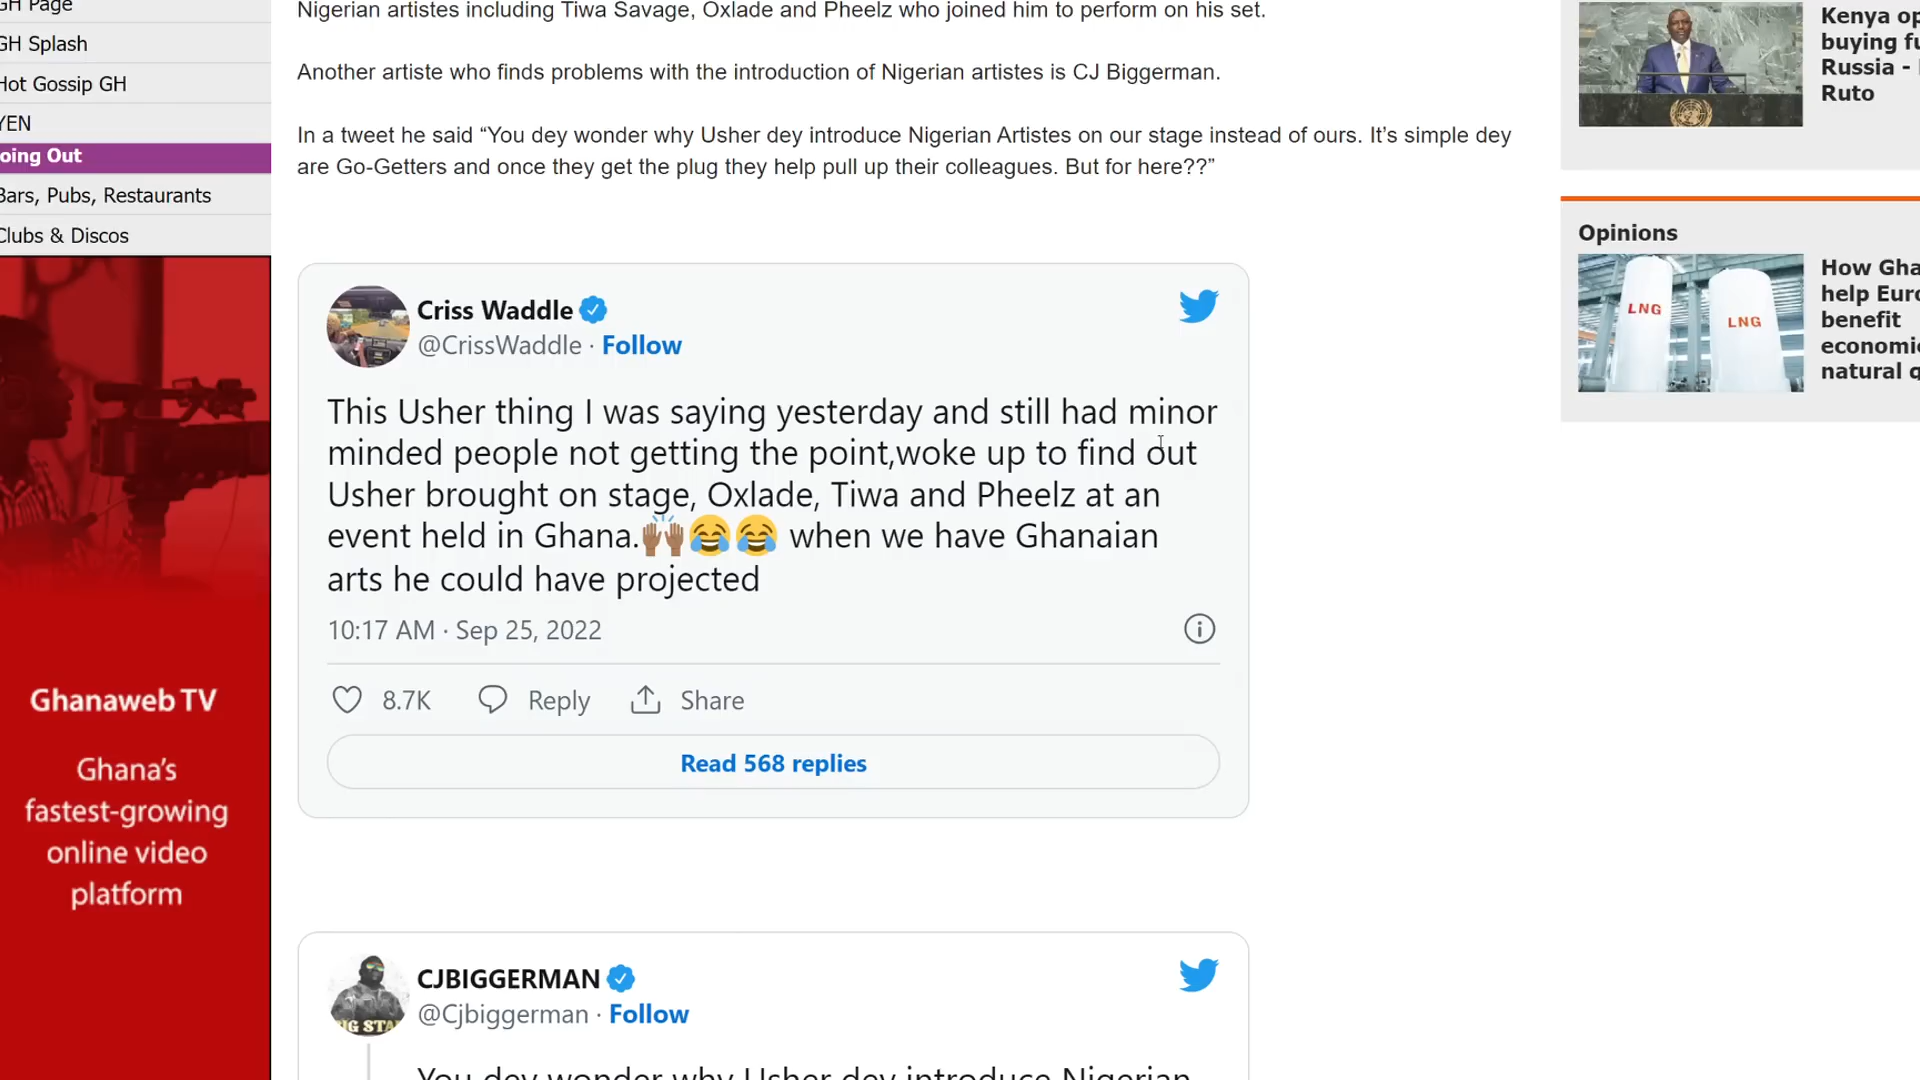 GH Page
GH Splash
Hot Gossip GH
YEN
oing Out
Bars, Pubs, Restaurants
Clubs & Discos
Ghanaweb TV
Ghana's
fastest-growing
online video
platform
Nigerian artistes including Tiwa Savage, Oxlade and Pheelz who joined him to perform on his set.
Another artiste who finds problems with the introduction of Nigerian artistes is CJ Biggerman.
In a tweet he said “You dey wonder why Usher dey introduce Nigerian Artistes on our stage instead of ours. It’s simple dey
are Go-Getters and once they get the plug they help pull up their colleagues. But for here??”
Criss Waddle
@CrissWaddle · Follow
This Usher thing I was saying yesterday and still had minor
minded people not getting the point,woke up to find out
Usher brought on stage, Oxlade, Tiwa and Pheelz at an
event held in Ghana.🙌🏾😂😂 when we have Ghanaian
arts he could have projected
10:17 AM · Sep 25, 2022
8.7K Reply Share
Read 568 replies
CJBIGGERMAN
@Cjbiggerman · Follow
You dey wonder why Usher dey introduce Nigerian
BIG STA
Kenya op
buying fu
Russia -
Ruto
Opinions
LNG
LNG
How Gha
help Euro
benefit
economic
natural g